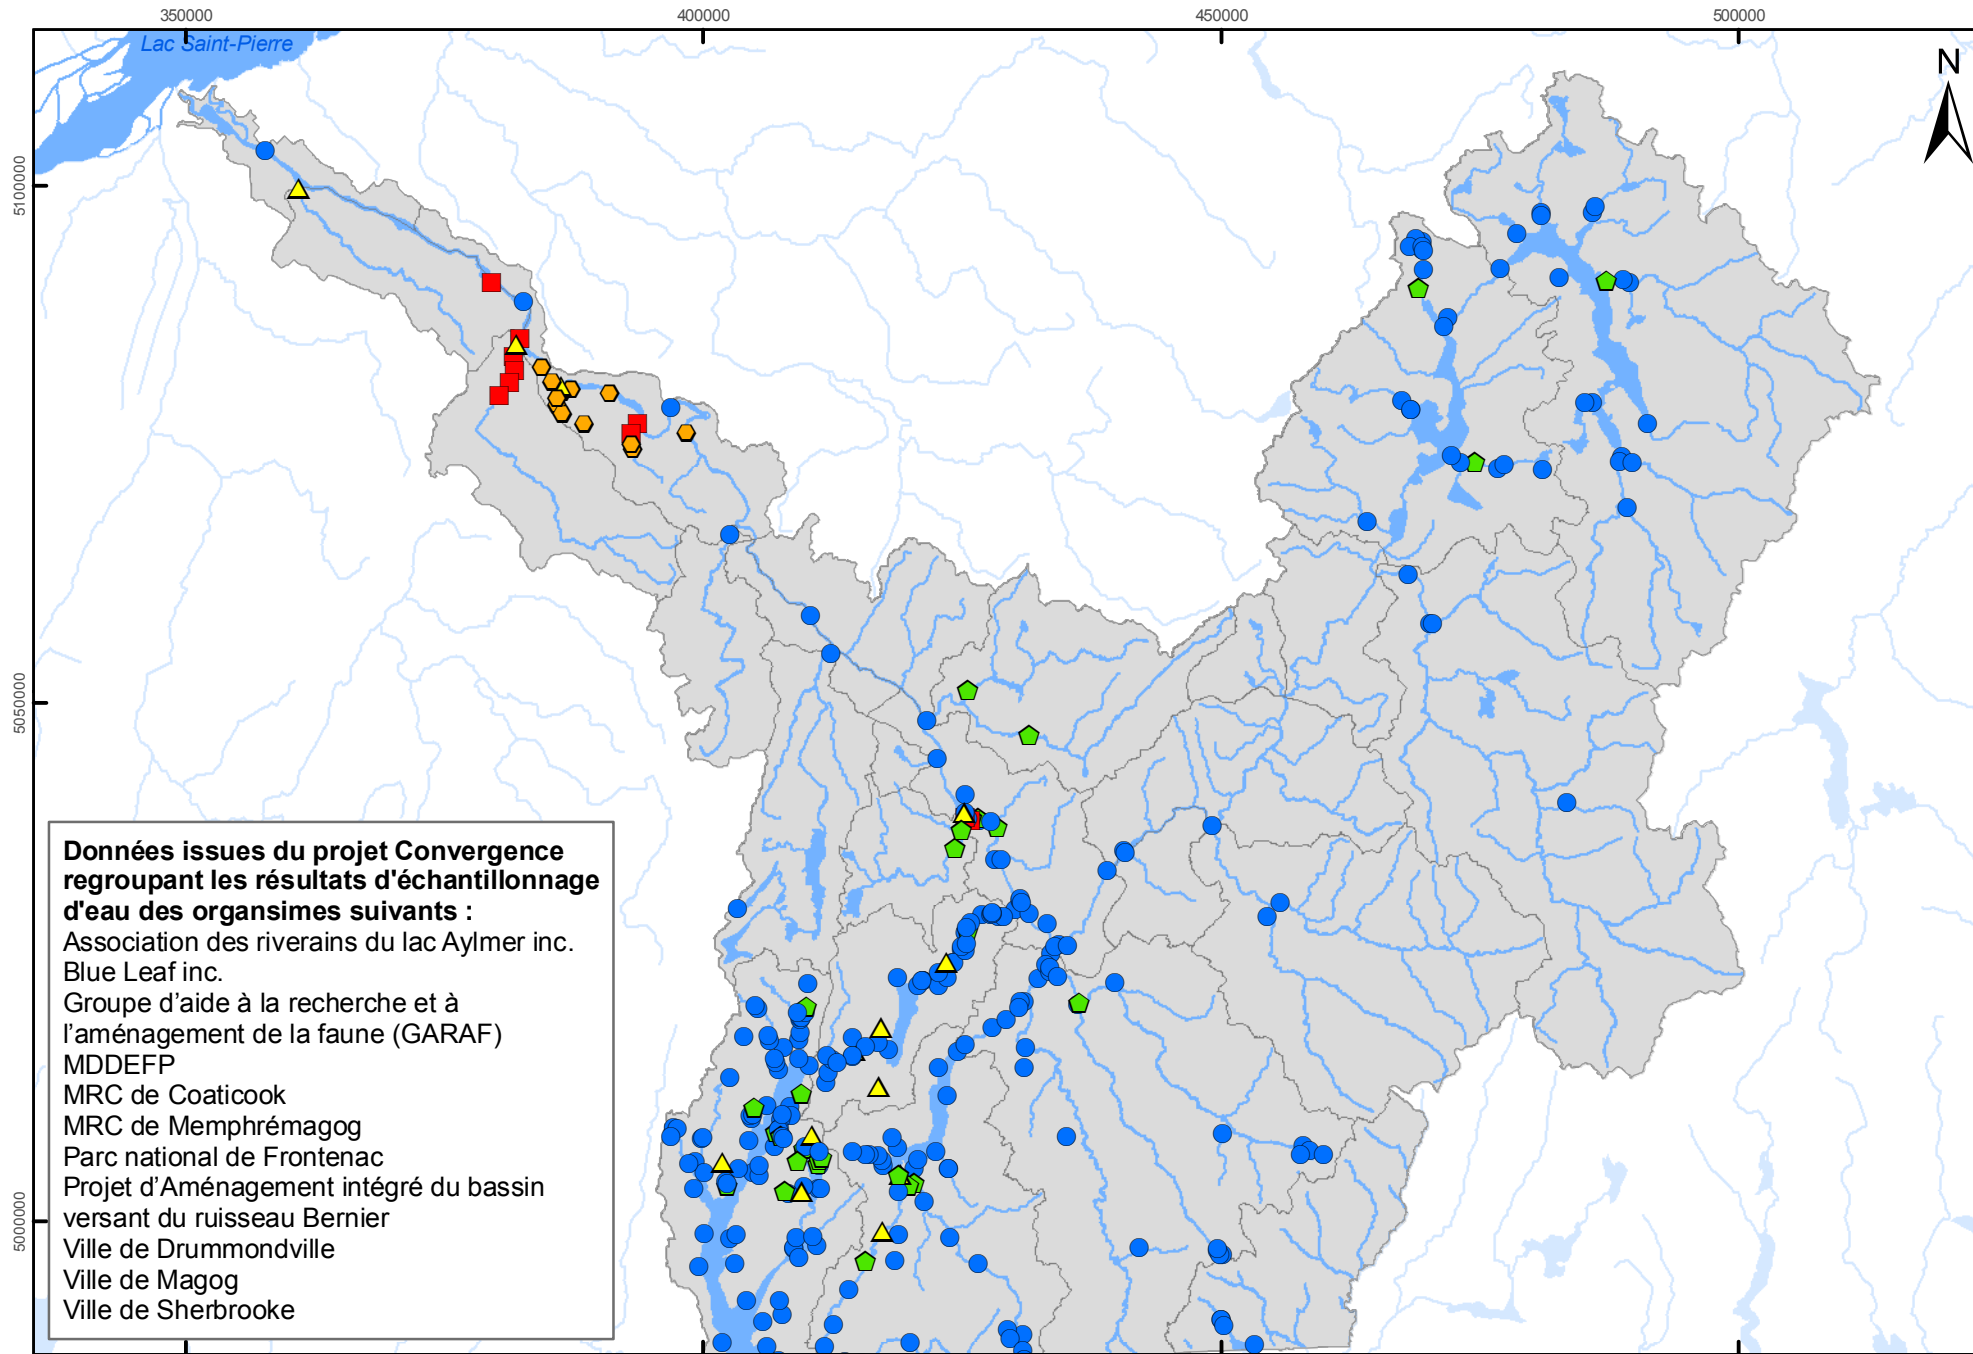 350000 400000 450000 500000
Lac Saint-Pierre
N
5100000
5050000
5000000
Données issues du projet Convergence
regroupant les résultats d'échantillonnage
d'eau des organsimes suivants :
Association des riverains du lac Aylmer inc.
Blue Leaf inc.
Groupe d'aide à la recherche et à
l'aménagement de la faune (GARAF)
MDDEFP
MRC de Coaticook
MRC de Memphrémagog
Parc national de Frontenac
Projet d'Aménagement intégré du bassin
versant du ruisseau Bernier
Ville de Drummondville
Ville de Magog
Ville de Sherbrooke